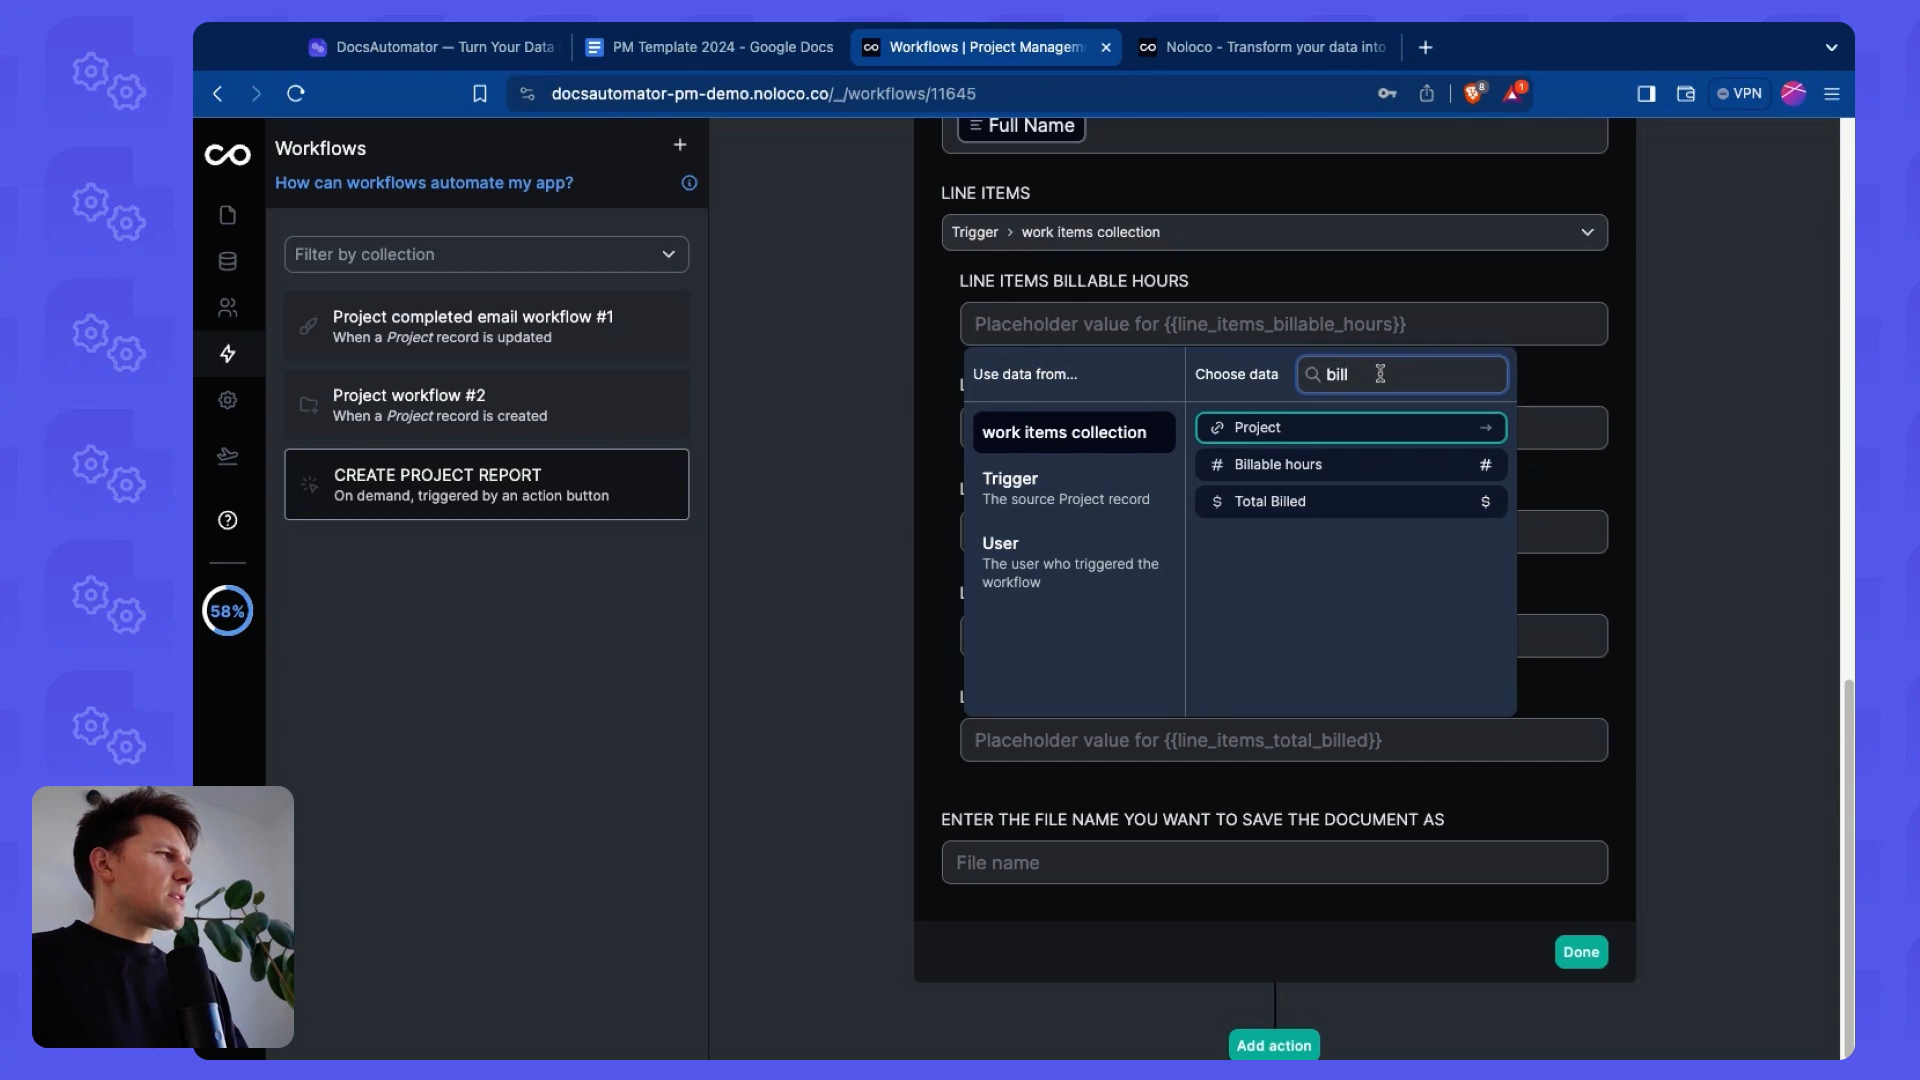 DocsAutomator — Turn Your Data
PM Template 2024 - Google Docs
Workflows | Project Managem
Noloco - Transform your data into
docsautomator-pm-demo.noloco.co/_/workflows/11645
8
1
VPN
Workflows
How can workflows automate my app?
Filter by collection
Project completed email workflow #1
When a Project record is updated
Project workflow #2
When a Project record is created
CREATE PROJECT REPORT
On demand, triggered by an action button
58%
Full Name
LINE ITEMS
Trigger > work items collection
LINE ITEMS BILLABLE HOURS
Placeholder value for {{line_items_billable_hours}}
Use data from...
Choose data
bill
work items collection
Trigger
The source Project record
User
The user who triggered the
workflow
Project
# Billable hours #
$ Total Billed $
Placeholder value for {{line_items_total_billed}}
ENTER THE FILE NAME YOU WANT TO SAVE THE DOCUMENT AS
File name
Done
Add action